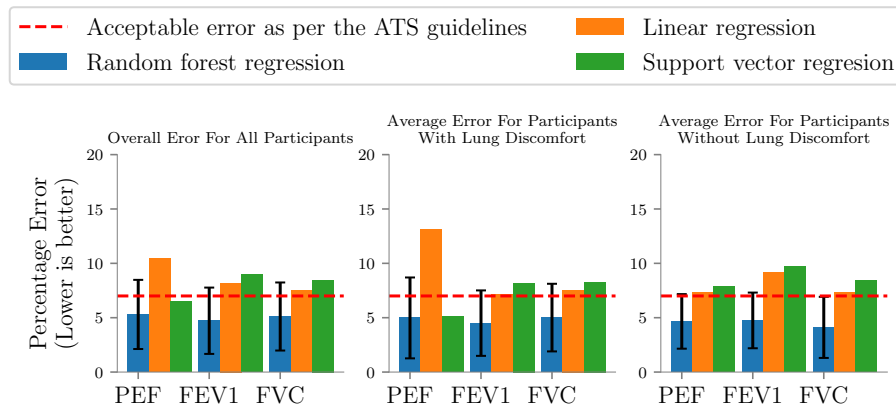 Acceptable error as per the ATS guidelines
Random forest regression
Linear regression
Support vector regresion
Percentage Error
(Lower is better)
Overall Eror For All Participants
20
15
10
5
0
PEF FEV1 FVC
Average Error For Participants
With Lung Discomfort
20
15
10
5
0
PEF FEV1 FVC
Average Error For Participants
Without Lung Discomfort
20
15
10
5
0
PEF FEV1 FVC